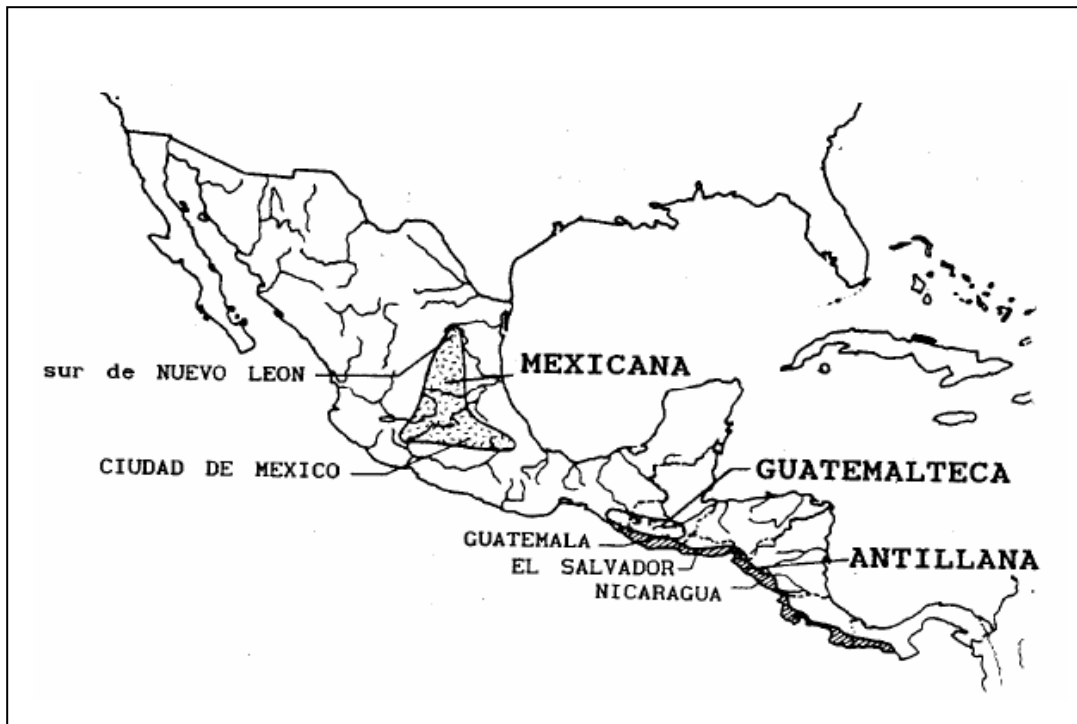 sur de NUEVO LEON
MEXICANA
CIUDAD DE MEXICO
GUATEMALTECA
GUATEMALA
EL SALVADOR
ANTILLANA
NICARAGUA